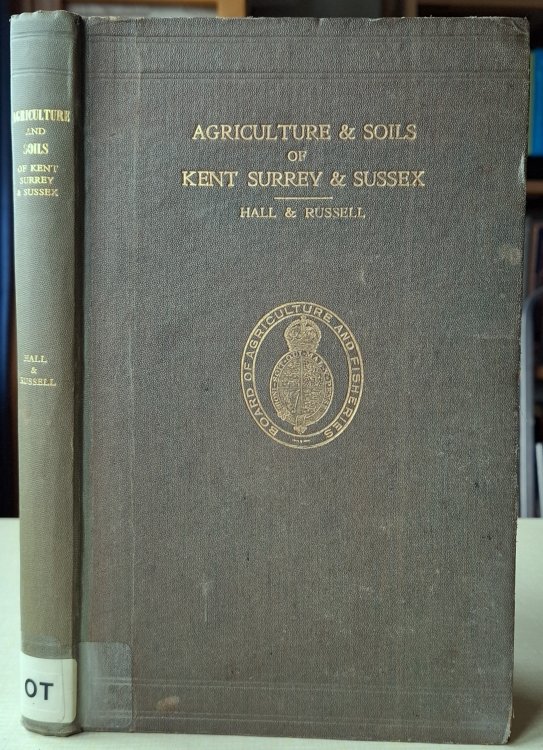 AGRICULTURE
AND
SOILS
OF KENT
SURREY
& SUSSEX
HALL
&
RUSSELL
OT
AGRICULTURE & SOILS
OF
KENT SURREY & SUSSEX
HALL & RUSSELL
BOARD OF AGRICULTURE AND FISHERIES